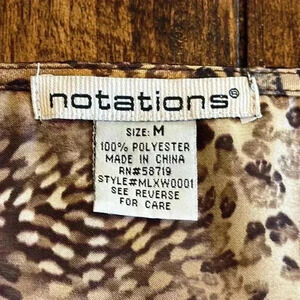 notations®
SIZE: M
100% POLYESTER
MADE IN CHINA
RN#58719
STYLE#MLXW0001
SEE REVERSE
FOR CARE